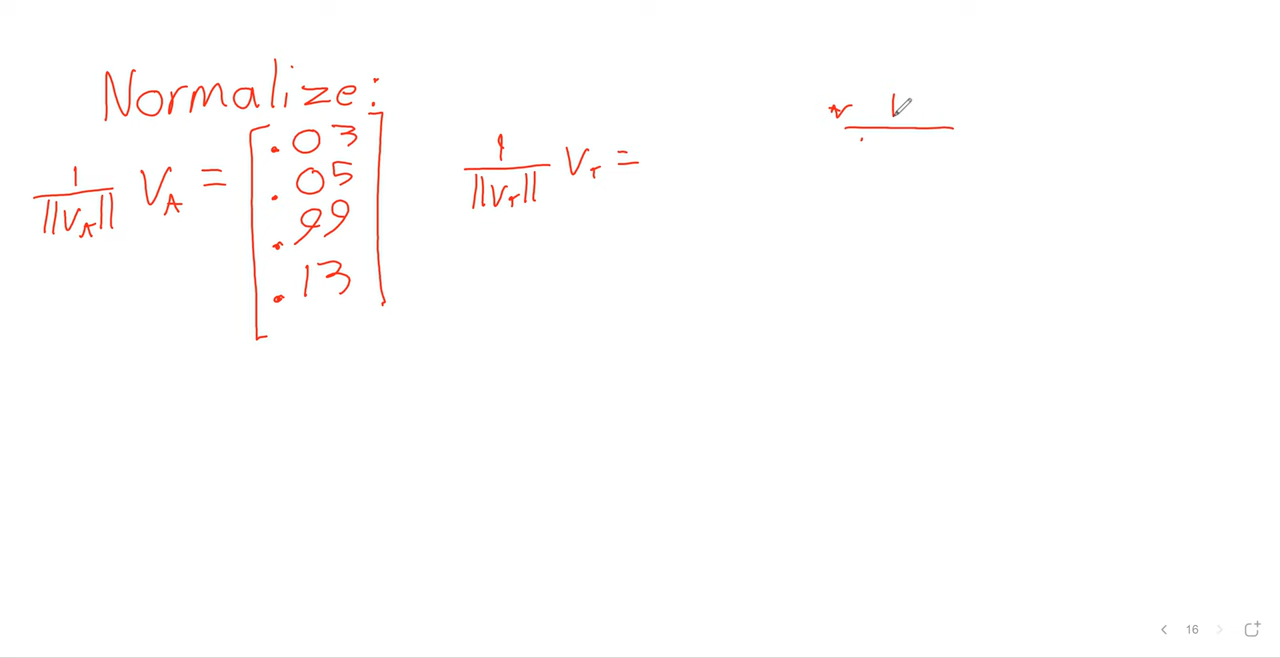 Normalize:
1/||V_A|| V_A = [.03
.05
.99
.13]
1/||V_T|| V_T =
16